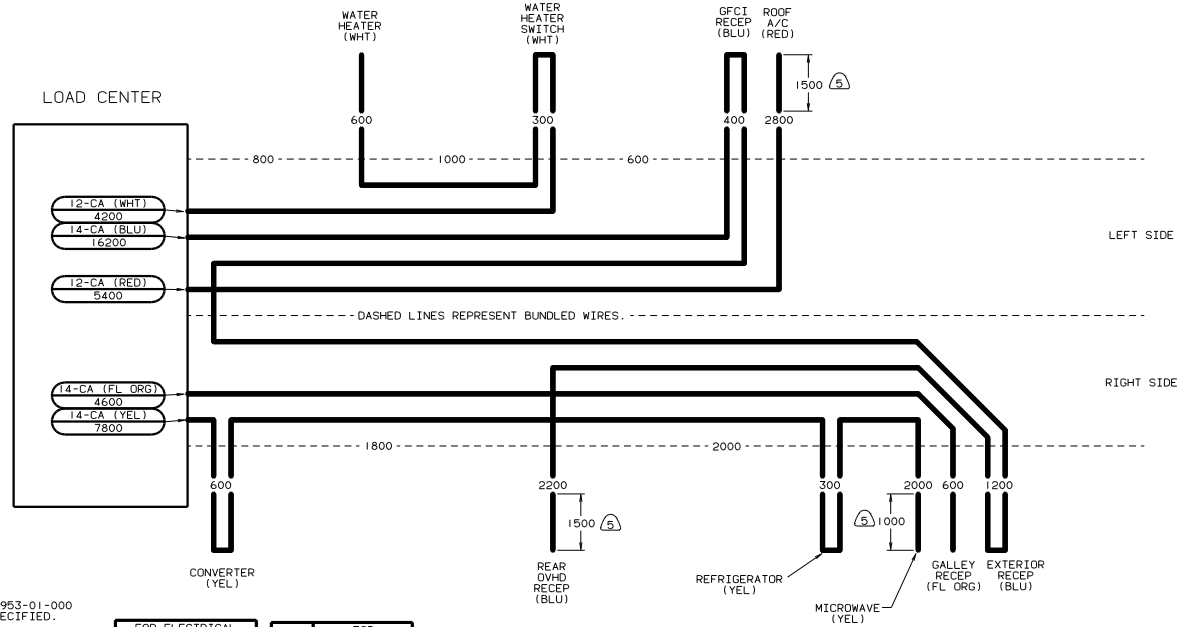 WATER
HEATER
(WHT)
WATER
HEATER
SWITCH
(WHT)
GFCI
RECEP
(BLU)
ROOF
A/C
(RED)
1500 5
LOAD CENTER
600
300
400
2800
800
1000
600
12-CA (WHT)
4200
14-CA (BLU)
16200
LEFT SIDE
12-CA (RED)
5400
DASHED LINES REPRESENT BUNDLED WIRES.
RIGHT SIDE
14-CA (FL ORG)
4600
14-CA (YEL)
7800
1800
2000
600
2200
300
2000
600
1200
1500 5
5 1000
CONVERTER
(YEL)
REAR
OVHD
RECEP
(BLU)
REFRIGERATOR
(YEL)
MICROWAVE
(YEL)
GALLEY
RECEP
(FL ORG)
EXTERIOR
RECEP
(BLU)
953-01-000
ECIFIED.
FOR ELECTRICAL